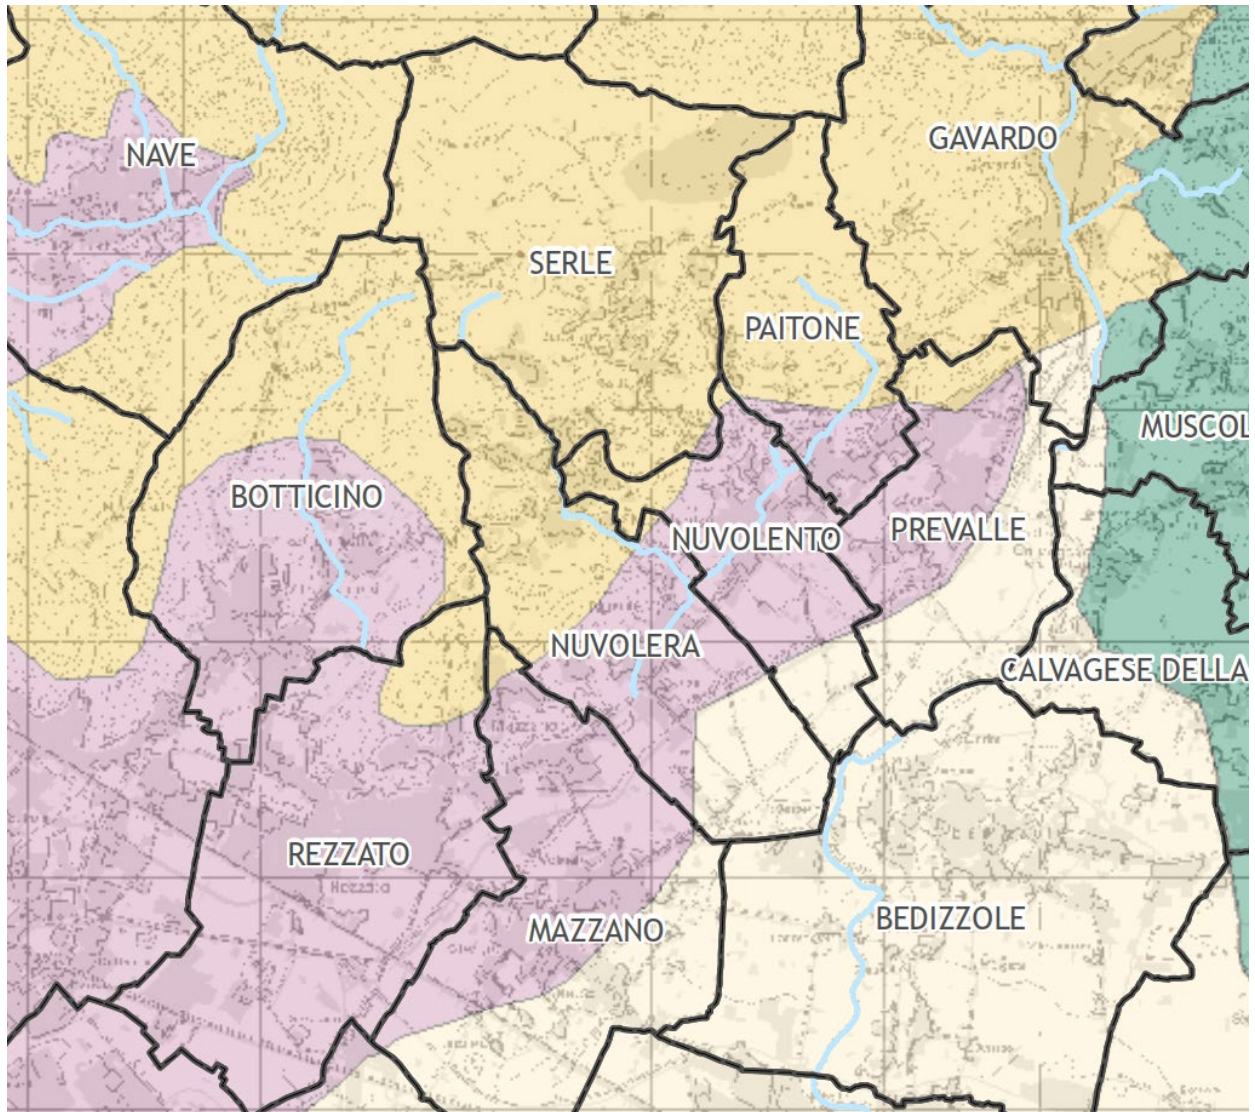 NAVE
GAVARDO
SERLE
PAITONE
MUSCOL
BOTTICINO
PREVALLE
NUVOLENTO
NUVOLERA
CALVAGESE DELLA
REZZATO
MAZZANO
BEDIZZOLE